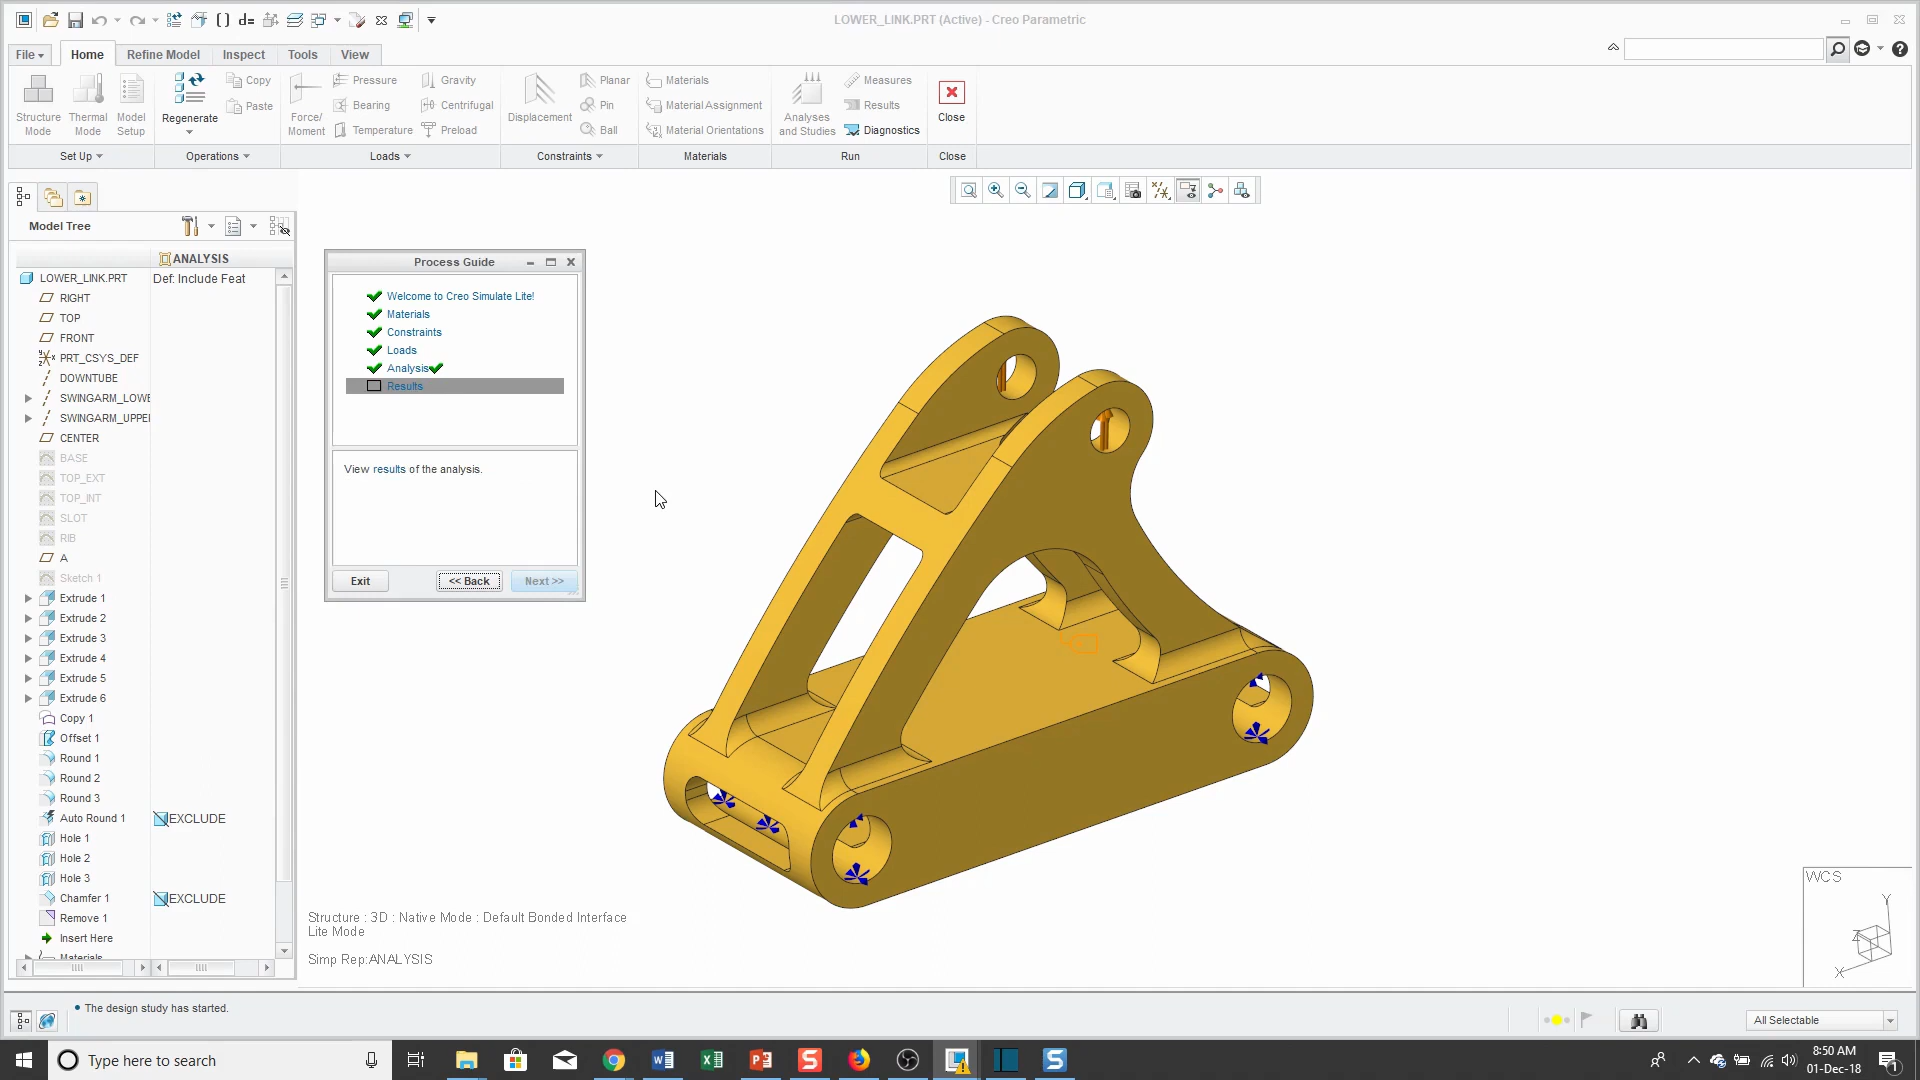 LOWER_LINK.PRT (Active) - Creo Parametric
File
Home
Refine Model
Inspect
Tools
View
Structure Mode
Thermal Mode
Model Setup
Regenerate
Copy
Paste
Force/Moment
Pressure
Bearing
Temperature
Gravity
Centrifugal
Preload
Displacement
Planar
Pin
Ball
Materials
Material Assignment
Material Orientations
Analyses and Studies
Measures
Results
Diagnostics
Close
Set Up
Operations
Loads
Constraints
Materials
Run
Close
Model Tree
ANALYSIS
LOWER_LINK.PRT Def: Include Feat
RIGHT
TOP
FRONT
PRT_CSYS_DEF
DOWNTUBE
SWINGARM_LOWE
SWINGARM_UPPE
CENTER
BASE
TOP_EXT
TOP_INT
SLOT
RIB
A
Sketch 1
Extrude 1
Extrude 2
Extrude 3
Extrude 4
Extrude 5
Extrude 6
Copy 1
Offset 1
Round 1
Round 2
Round 3
Auto Round 1 EXCLUDE
Hole 1
Hole 2
Hole 3
Chamfer 1 EXCLUDE
Remove 1
Insert Here
Materials
Process Guide
Welcome to Creo Simulate Lite!
Materials
Constraints
Loads
Analysis
Results
View results of the analysis.
Exit
<< Back
Next >>
Structure : 3D : Native Mode : Default Bonded Interface
Lite Mode
Simp Rep:ANALYSIS
WCS
Y
Z
X
• The design study has started.
All Selectable
Type here to search
8:50 AM
01-Dec-18